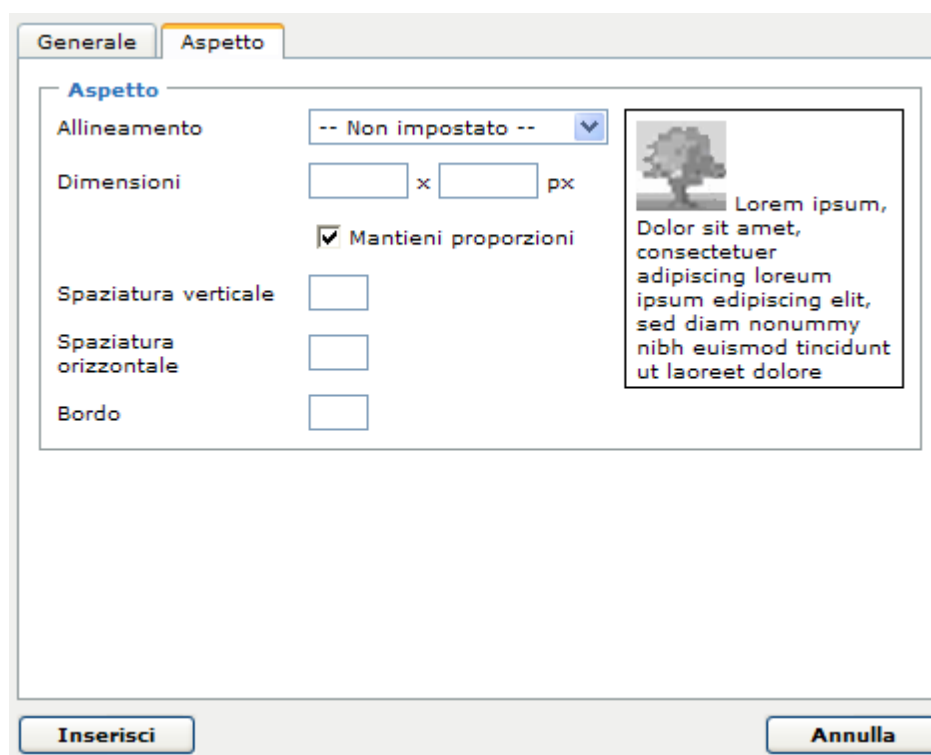 Generale
Aspetto
Aspetto
Allineamento
-- Non impostato --
Dimensioni
x
px
Mantieni proporzioni
Spaziatura verticale
Spaziatura
orizzontale
Bordo
Lorem ipsum,
Dolor sit amet,
consectetuer
adipiscing loreum
ipsum edipiscing elit,
sed diam nonummy
nibh euismod tincidunt
ut laoreet dolore
Inserisci
Annulla